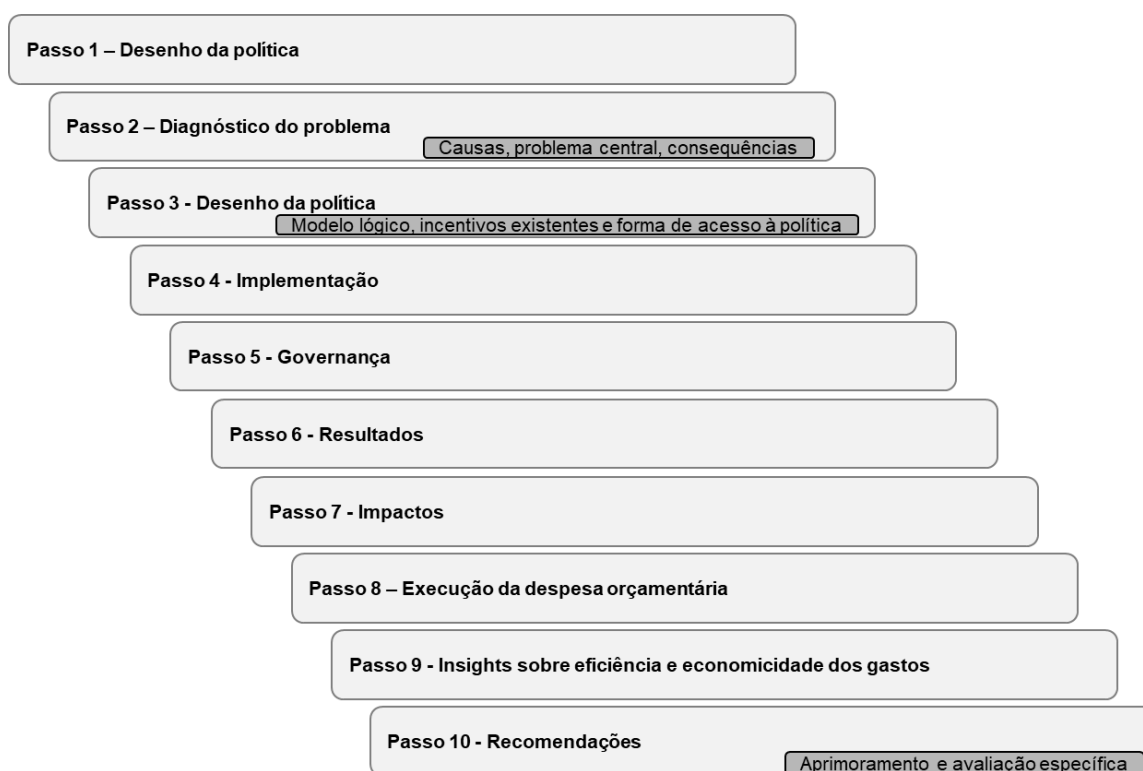 Passo 1 – Desenho da política
Passo 2 – Diagnóstico do problema
Causas, problema central, consequências
Passo 3 - Desenho da política
Modelo lógico, incentivos existentes e forma de acesso à política
Passo 4 - Implementação
Passo 5 - Governança
Passo 6 - Resultados
Passo 7 - Impactos
Passo 8 – Execução da despesa orçamentária
Passo 9 - Insights sobre eficiência e economicidade dos gastos
Passo 10 - Recomendações
Aprimoramento e avaliação específica